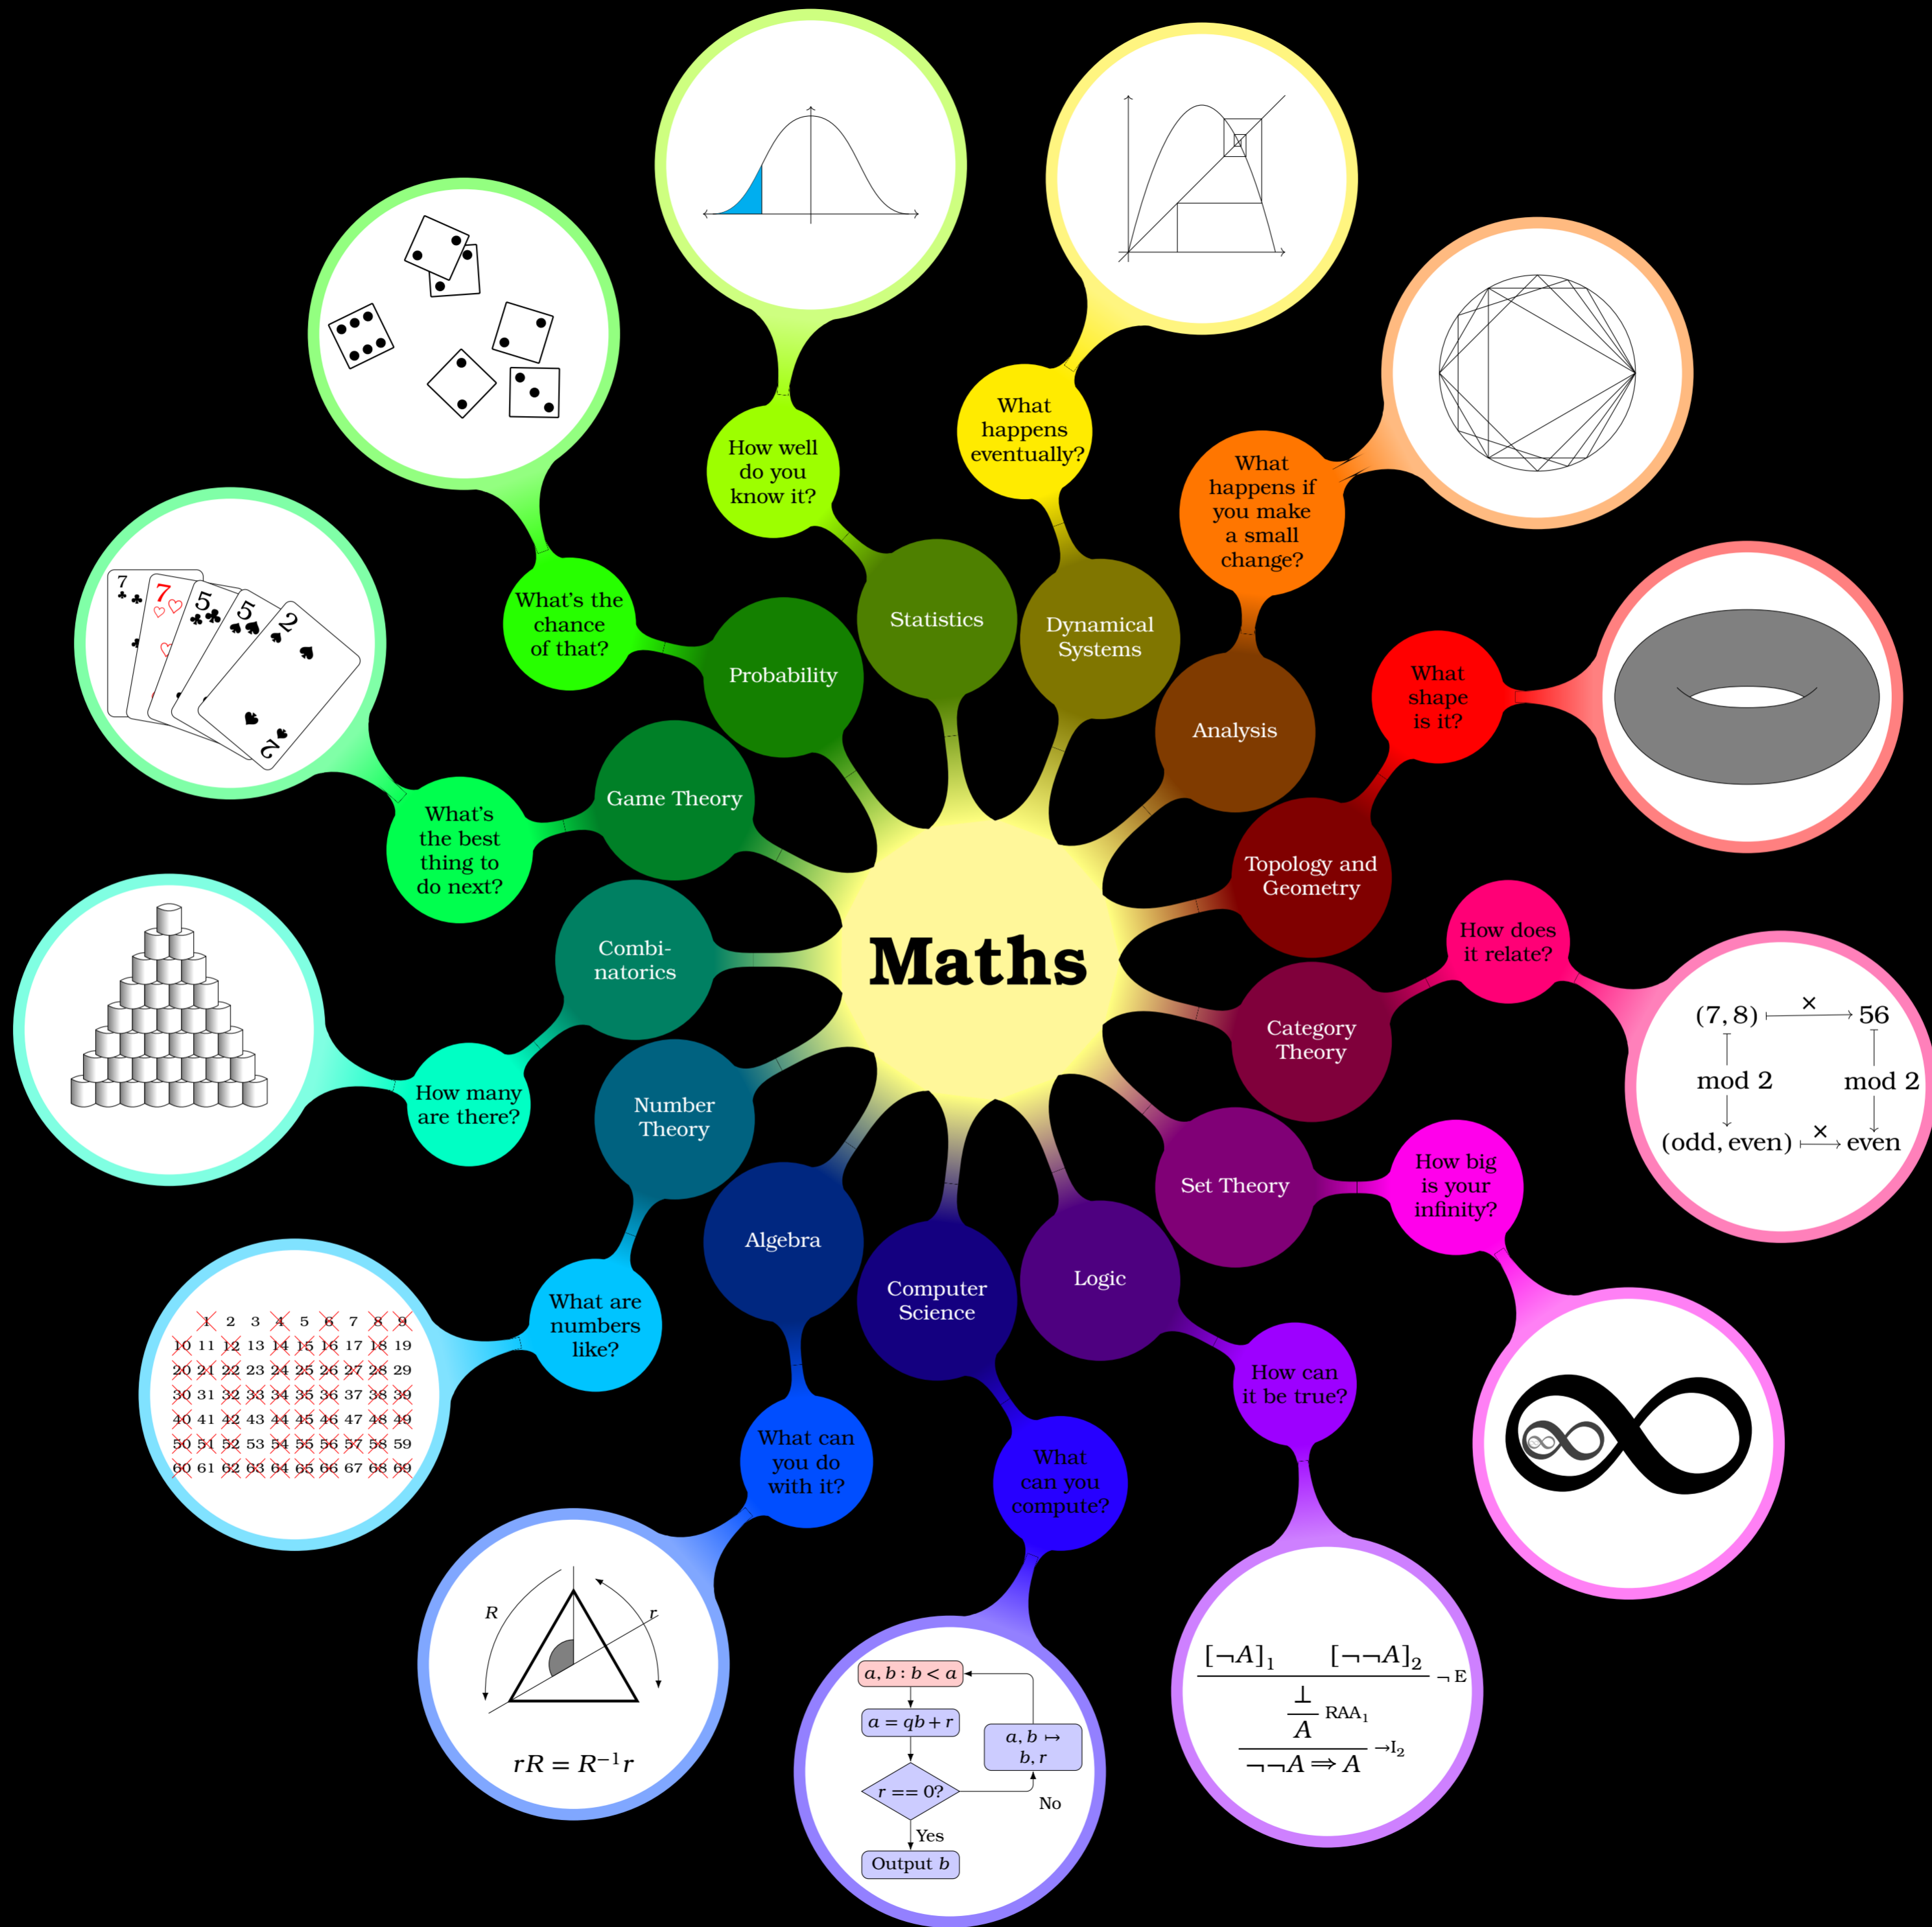 Maths
Statistics
How well
do you
know it?
Dynamical
Systems
What
happens
eventually?
Analysis
What
happens if
you make
a small
change?
Topology and
Geometry
What
shape
is it?
Category
Theory
How does
it relate?
(7, 8) × 56
mod 2 mod 2
(odd, even) × even
Set Theory
How big
is your
infinity?
Logic
How can
it be true?
[¬A]₁ [¬¬A]₂ ¬E
⊥
A RAA₁
¬¬A ⇒ A →I₂
Computer
Science
What
can you
compute?
a, b : b < a
a = qb + r
a, b ↦
b, r
r == 0?
No
Yes
Output b
Algebra
What can
you do
with it?
R r
rR = R⁻¹r
Number
Theory
What are
numbers
like?
1 2 3 4 5 6 7 8 9
10 11 12 13 14 15 16 17 18 19
20 21 22 23 24 25 26 27 28 29
30 31 32 33 34 35 36 37 38 39
40 41 42 43 44 45 46 47 48 49
50 51 52 53 54 55 56 57 58 59
60 61 62 63 64 65 66 67 68 69
Combi-
natorics
How many
are there?
Game Theory
What's
the best
thing to
do next?
7 7 5 5 2
2
Probability
What's the
chance
of that?